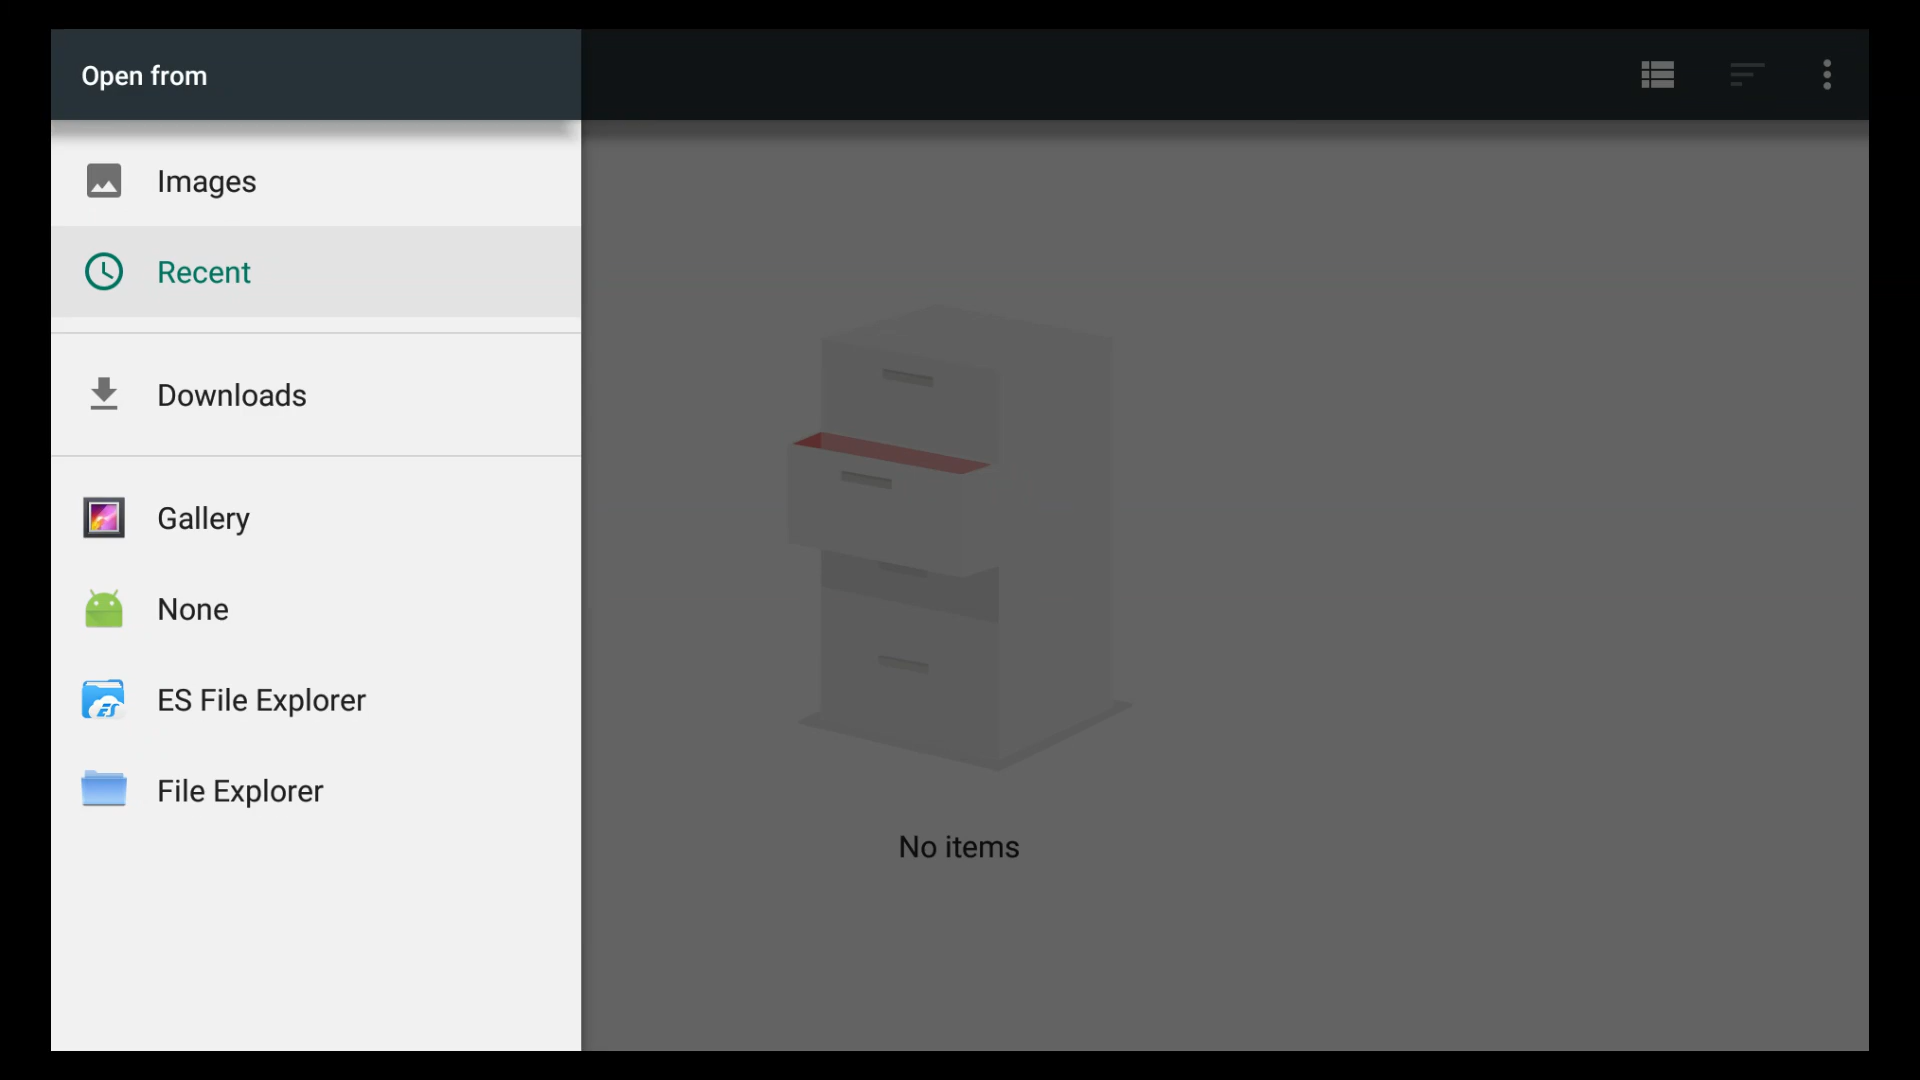 Open from
Images
Recent
Downloads
Gallery
None
ES File Explorer
File Explorer
No items